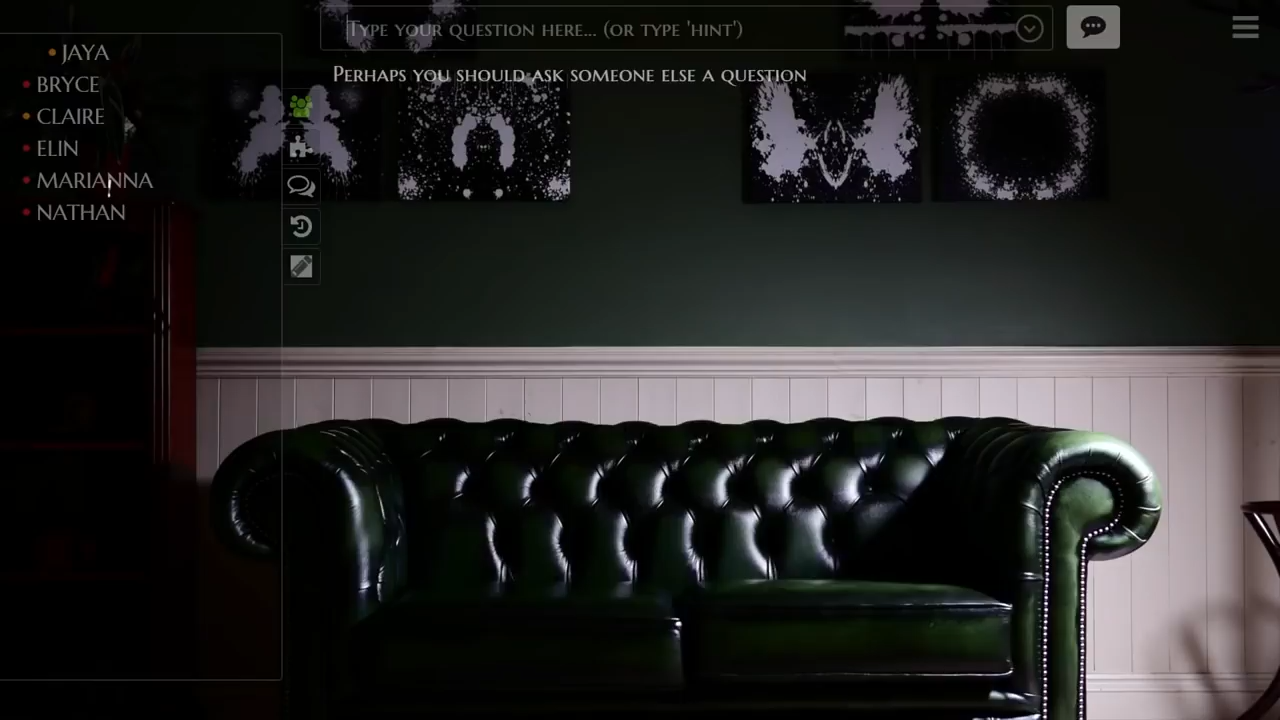 Type your question here... (or type 'hint')
Perhaps you should ask someone else a question
JAYA
BRYCE
CLAIRE
ELIN
MARIANNA
NATHAN